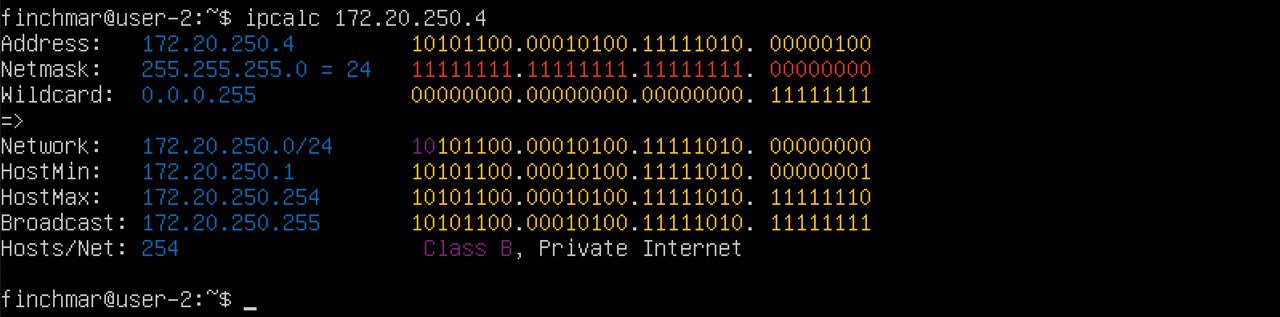 finchmar@user-2:~$ ipcalc 172.20.250.4
Address:   172.20.250.4         10101100.00010100.11111010. 00000100
Netmask:   255.255.255.0 = 24   11111111.11111111.11111111. 00000000
Wildcard:  0.0.0.255            00000000.00000000.00000000. 11111111
=>
Network:   172.20.250.0/24      10101100.00010100.11111010. 00000000
HostMin:   172.20.250.1         10101100.00010100.11111010. 00000001
HostMax:   172.20.250.254       10101100.00010100.11111010. 11111110
Broadcast: 172.20.250.255       10101100.00010100.11111010. 11111111
Hosts/Net: 254                   Class B, Private Internet
finchmar@user-2:~$ _